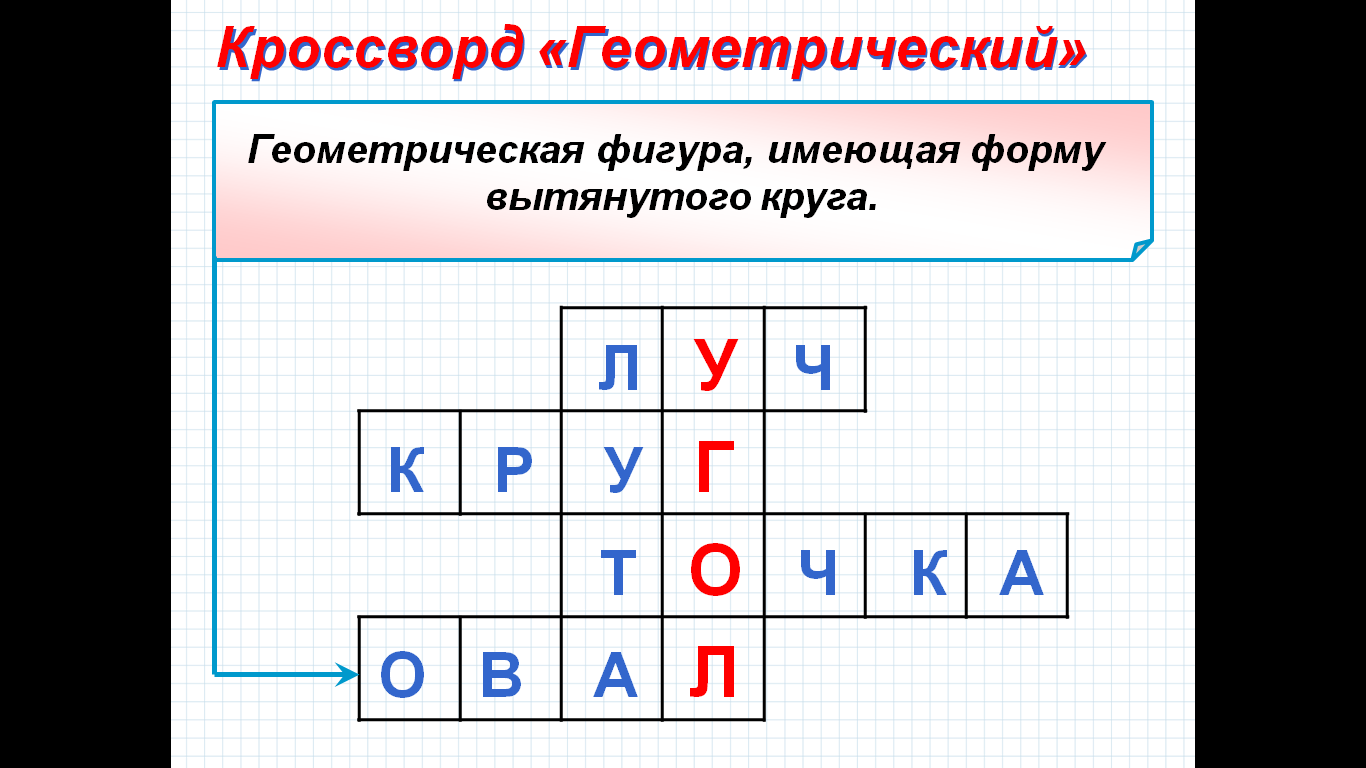 Кроссворд «Геометрический»
Геометрическая фигура, имеющая форму
вытянутого круга.
Л У Ч
К Р У Г
Т О Ч К А
О В А Л